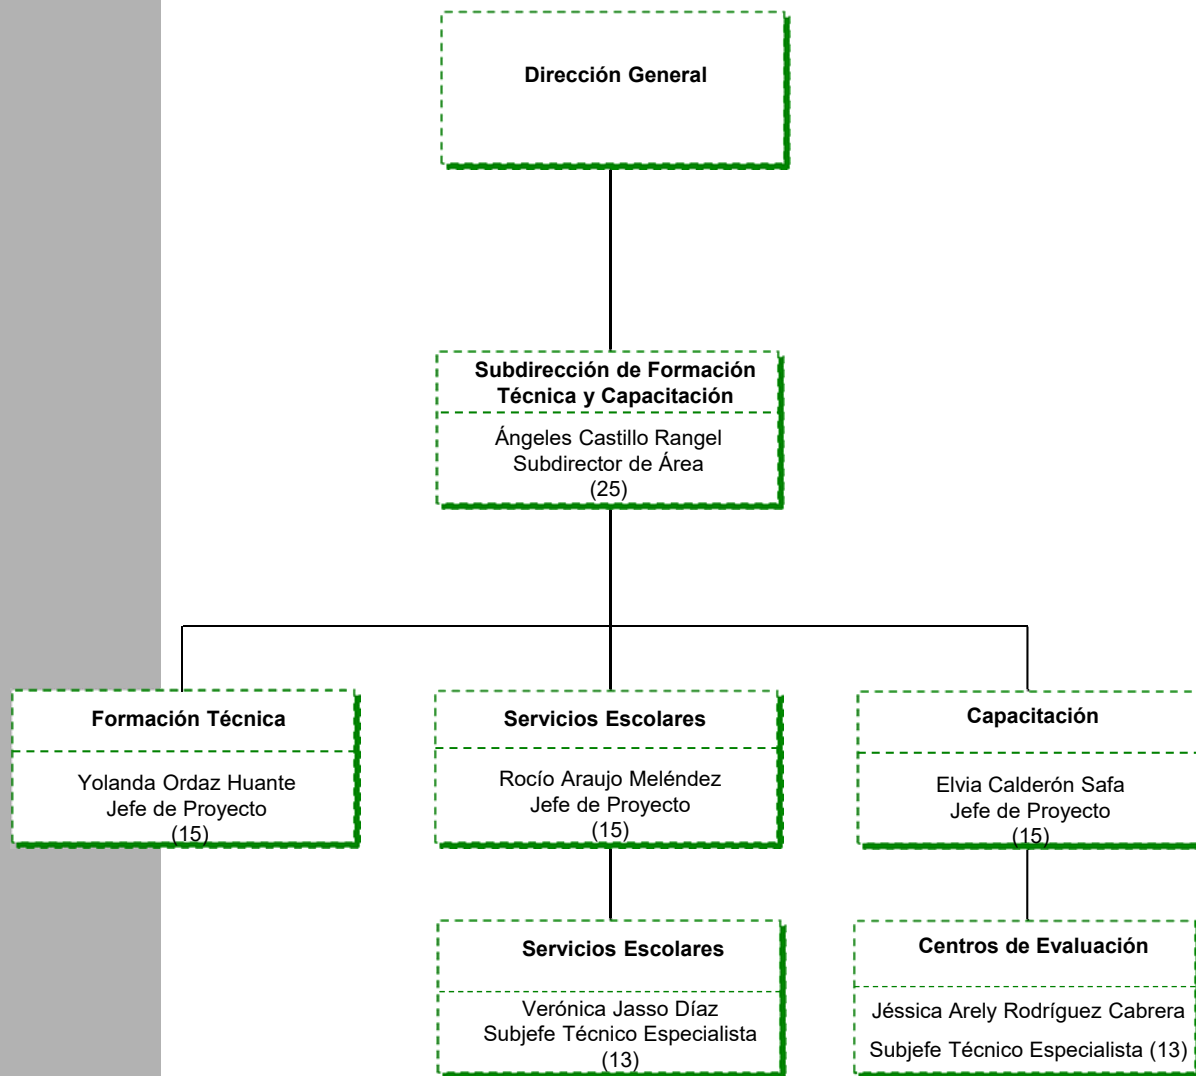 Dirección General
Subdirección de Formación
Técnica y Capacitación
Ángeles Castillo Rangel
Subdirector de Área
(25)
Formación Técnica
Yolanda Ordaz Huante
Jefe de Proyecto
(15)
Servicios Escolares
Rocío Araujo Meléndez
Jefe de Proyecto
(15)
Capacitación
Elvia Calderón Safa
Jefe de Proyecto
(15)
Servicios Escolares
Verónica Jasso Díaz
Subjefe Técnico Especialista
(13)
Centros de Evaluación
Jéssica Arely Rodríguez Cabrera
Subjefe Técnico Especialista (13)